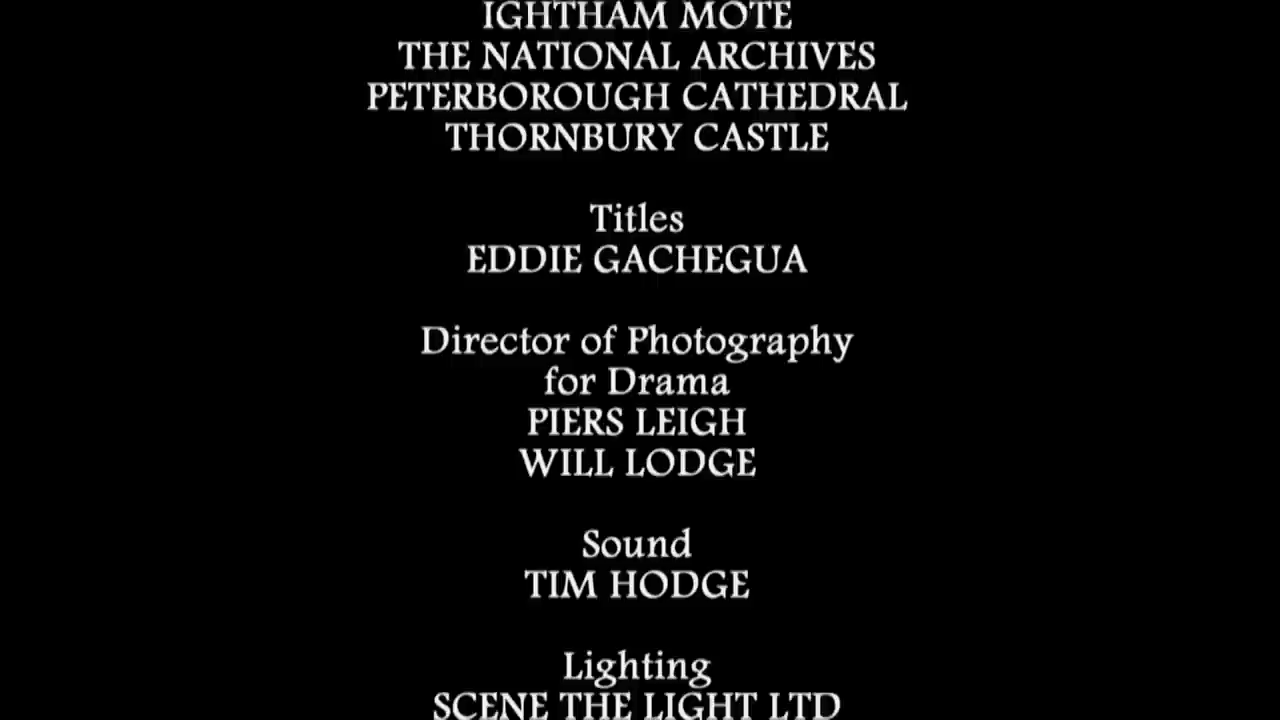 IGHTHAM MOTE
THE NATIONAL ARCHIVES
PETERBOROUGH CATHEDRAL
THORNBURY CASTLE
Titles
EDDIE GACHEGUA
Director of Photography
for Drama
PIERS LEIGH
WILL LODGE
Sound
TIM HODGE
Lighting
SCENE THE LIGHT LTD